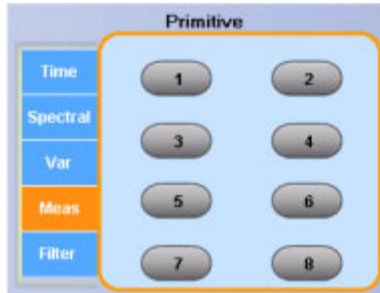 Primitive
Time
Spectral
Var
Meas
Filter
1 2
3 4
5 6
7 8